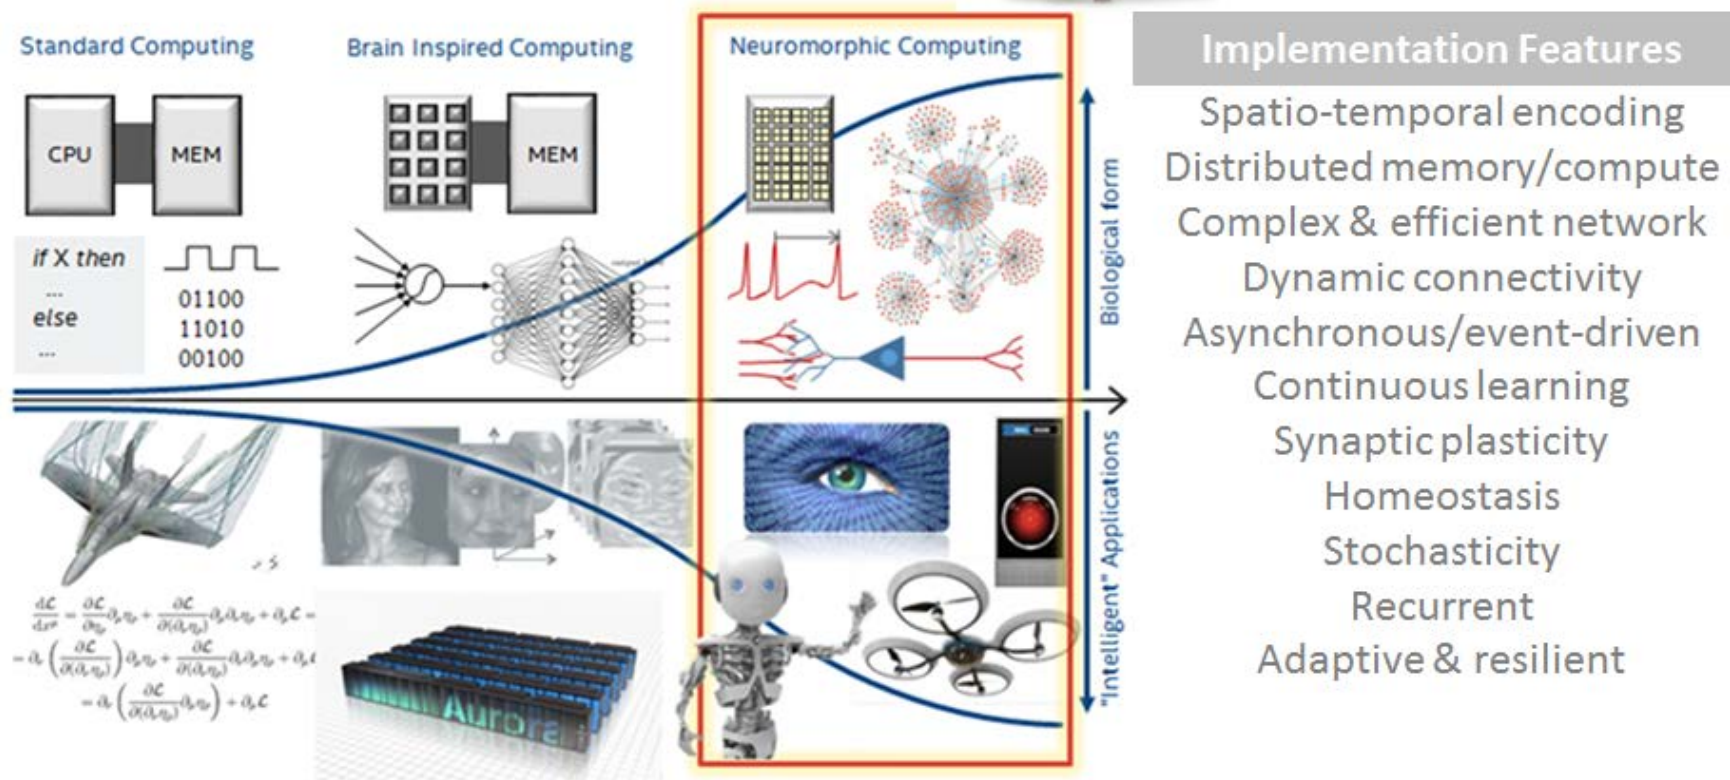 Standard Computing
Brain Inspired Computing
Neuromorphic Computing
CPU
MEM
MEM
if X then
...
else
...
01100
11010
00100
Biological form
"Intelligent" Applications
Aurora
Implementation Features
Spatio-temporal encoding
Distributed memory/compute
Complex & efficient network
Dynamic connectivity
Asynchronous/event-driven
Continuous learning
Synaptic plasticity
Homeostasis
Stochasticity
Recurrent
Adaptive & resilient